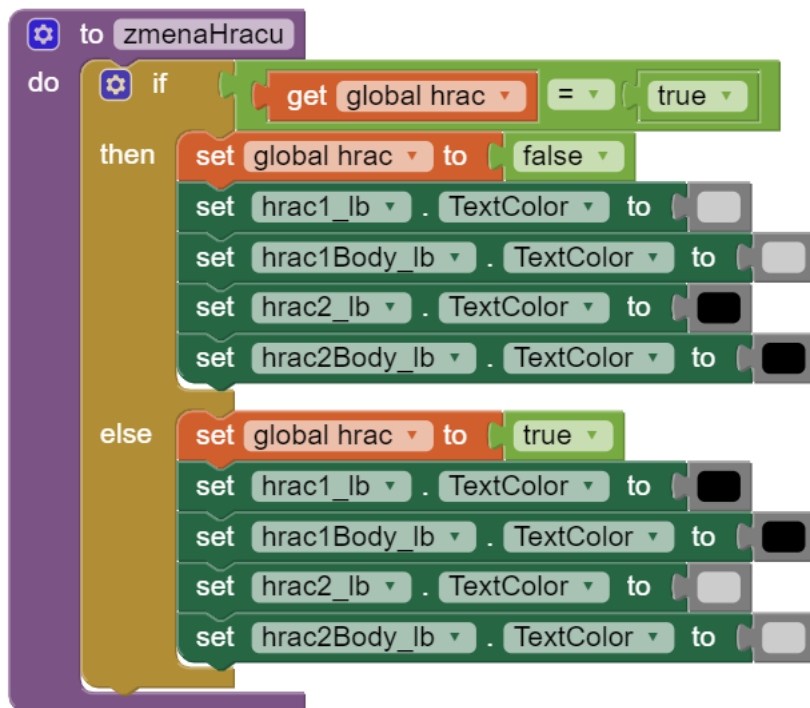 to zmenaHracu
do if get global hrac = true
then set global hrac to false
set hrac1_lb . TextColor to
set hrac1Body_lb . TextColor to
set hrac2_lb . TextColor to
set hrac2Body_lb . TextColor to
else set global hrac to true
set hrac1_lb . TextColor to
set hrac1Body_lb . TextColor to
set hrac2_lb . TextColor to
set hrac2Body_lb . TextColor to